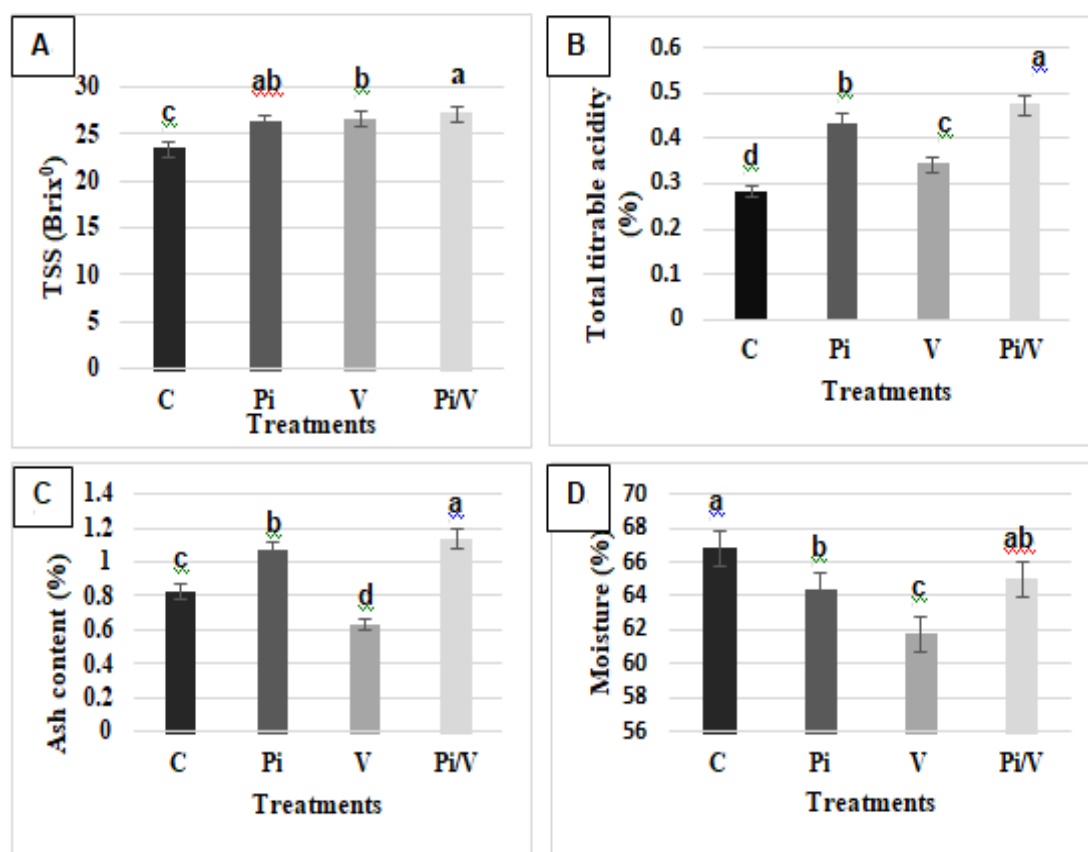 A
TSS (Brix⁰)
30
25
20
15
10
5
0
c
ab
b
a
C Pi V Pi/V
Treatments
B
Total titrable acidity
(%)
0.6
0.5
0.4
0.3
0.2
0.1
0
d
b
c
a
C Pi V Pi/V
Treatments
C
Ash content (%)
1.4
1.2
1
0.8
0.6
0.4
0.2
0
c
b
d
a
C Pi V Pi/V
Treatments
D
Moisture (%)
70
68
66
64
62
60
58
56
a
b
c
ab
C Pi V Pi/V
Treatments